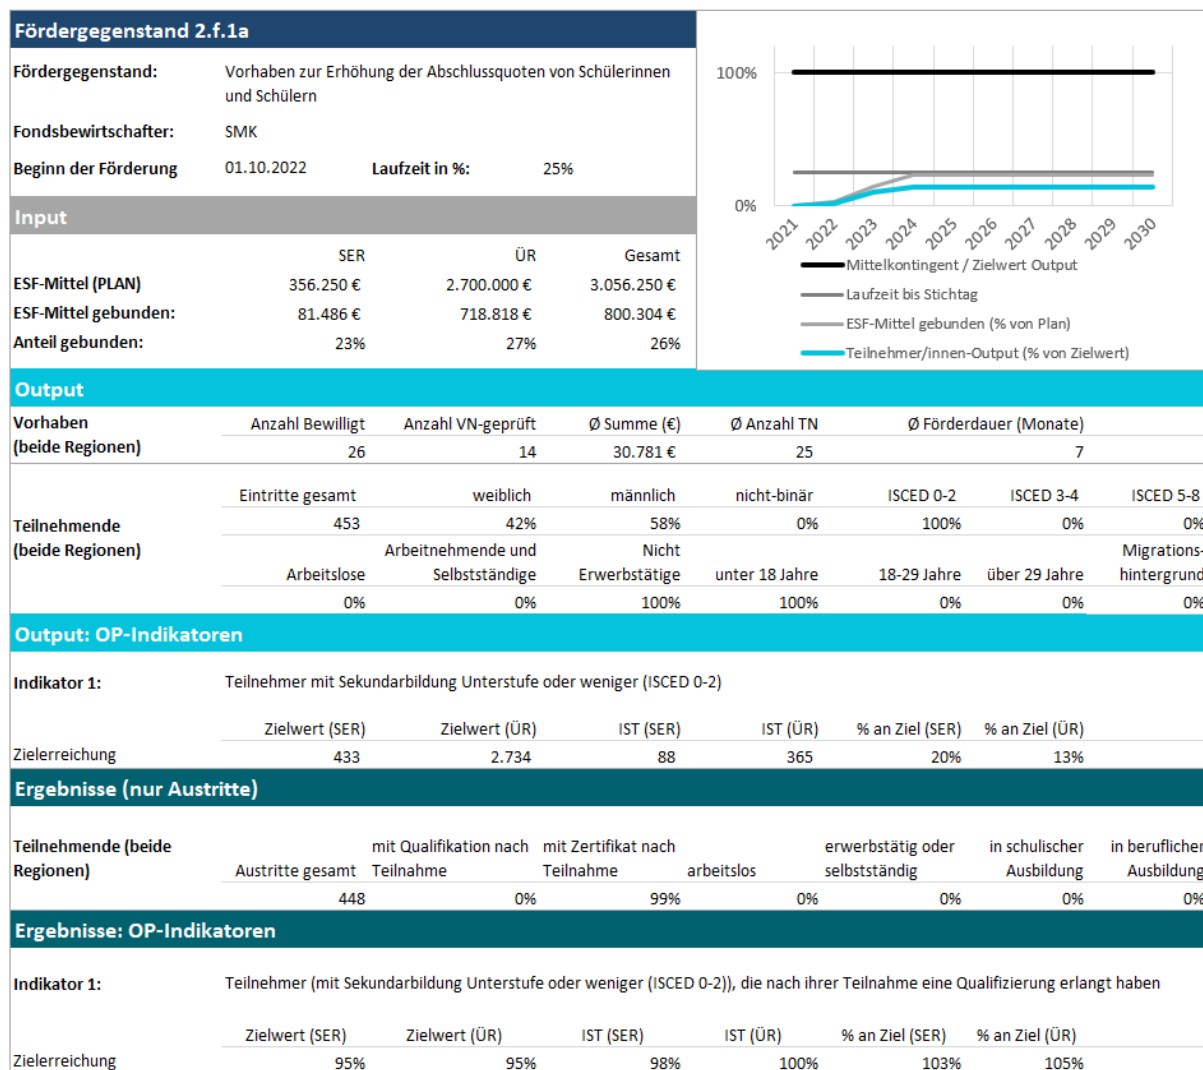 Fördergegenstand 2.f.1a
Fördergegenstand: Vorhaben zur Erhöhung der Abschlussquoten von Schülerinnen
und Schülern
Fondsbewirtschafter: SMK
Beginn der Förderung 01.10.2022 Laufzeit in %: 25%
100%
0%
2021 2022 2023 2024 2025 2026 2027 2028 2029 2030
Mittelkontingent / Zielwert Output
Laufzeit bis Stichtag
ESF-Mittel gebunden (% von Plan)
Teilnehmer/innen-Output (% von Zielwert)
Input
SER ÜR Gesamt
ESF-Mittel (PLAN) 356.250 € 2.700.000 € 3.056.250 €
ESF-Mittel gebunden: 81.486 € 718.818 € 800.304 €
Anteil gebunden: 23% 27% 26%
Output
Vorhaben Anzahl Bewilligt Anzahl VN-geprüft Ø Summe (€) Ø Anzahl TN Ø Förderdauer (Monate)
(beide Regionen) 26 14 30.781 € 25 7
Eintritte gesamt weiblich männlich nicht-binär ISCED 0-2 ISCED 3-4 ISCED 5-8
Teilnehmende 453 42% 58% 0% 100% 0% 0%
(beide Regionen) Arbeitnehmende und Nicht Migrations-
Arbeitslose Selbstständige Erwerbstätige unter 18 Jahre 18-29 Jahre über 29 Jahre hintergrund
0% 0% 100% 100% 0% 0% 0%
Output: OP-Indikatoren
Indikator 1: Teilnehmer mit Sekundarbildung Unterstufe oder weniger (ISCED 0-2)
Zielwert (SER) Zielwert (ÜR) IST (SER) IST (ÜR) % an Ziel (SER) % an Ziel (ÜR)
Zielerreichung 433 2.734 88 365 20% 13%
Ergebnisse (nur Austritte)
Teilnehmende (beide mit Qualifikation nach mit Zertifikat nach erwerbstätig oder in schulischer in beruflicher
Regionen) Austritte gesamt Teilnahme Teilnahme arbeitslos selbstständig Ausbildung Ausbildung
448 0% 99% 0% 0% 0% 0%
Ergebnisse: OP-Indikatoren
Indikator 1: Teilnehmer (mit Sekundarbildung Unterstufe oder weniger (ISCED 0-2)), die nach ihrer Teilnahme eine Qualifizierung erlangt haben
Zielwert (SER) Zielwert (ÜR) IST (SER) IST (ÜR) % an Ziel (SER) % an Ziel (ÜR)
Zielerreichung 95% 95% 98% 100% 103% 105%